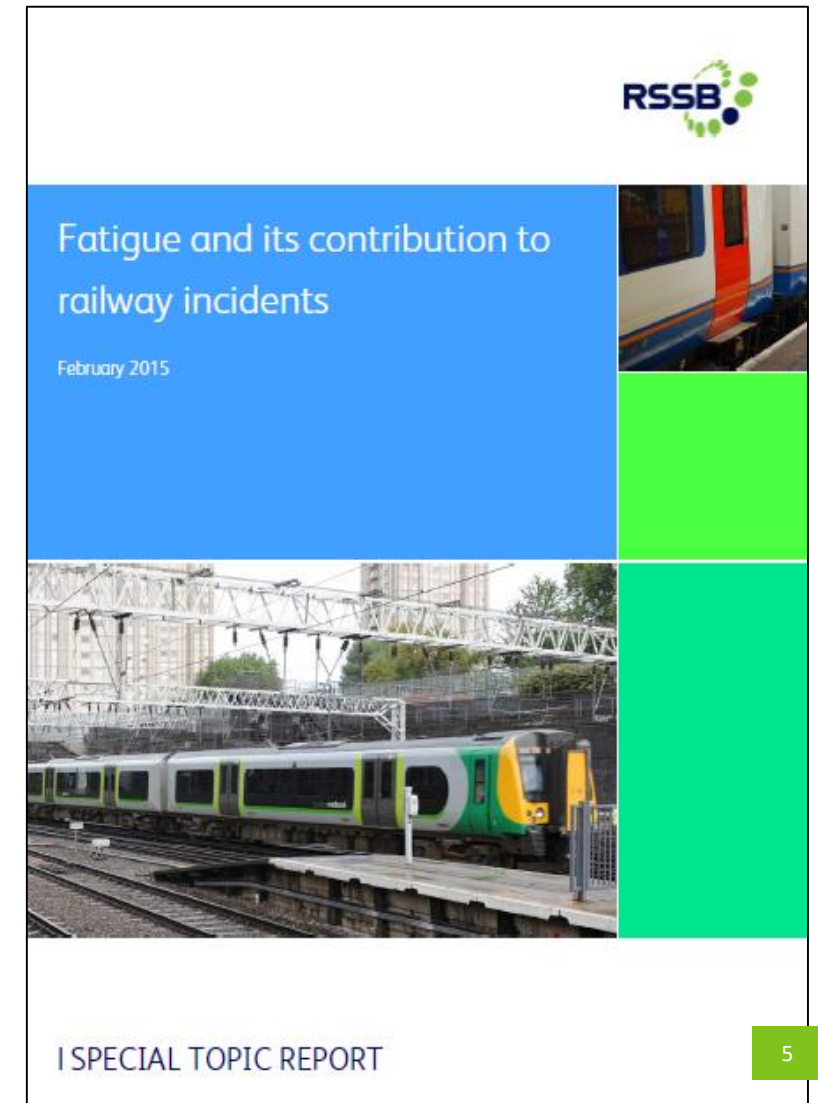 RSSB
Fatigue and its contribution to
railway incidents
February 2015
I SPECIAL TOPIC REPORT
5